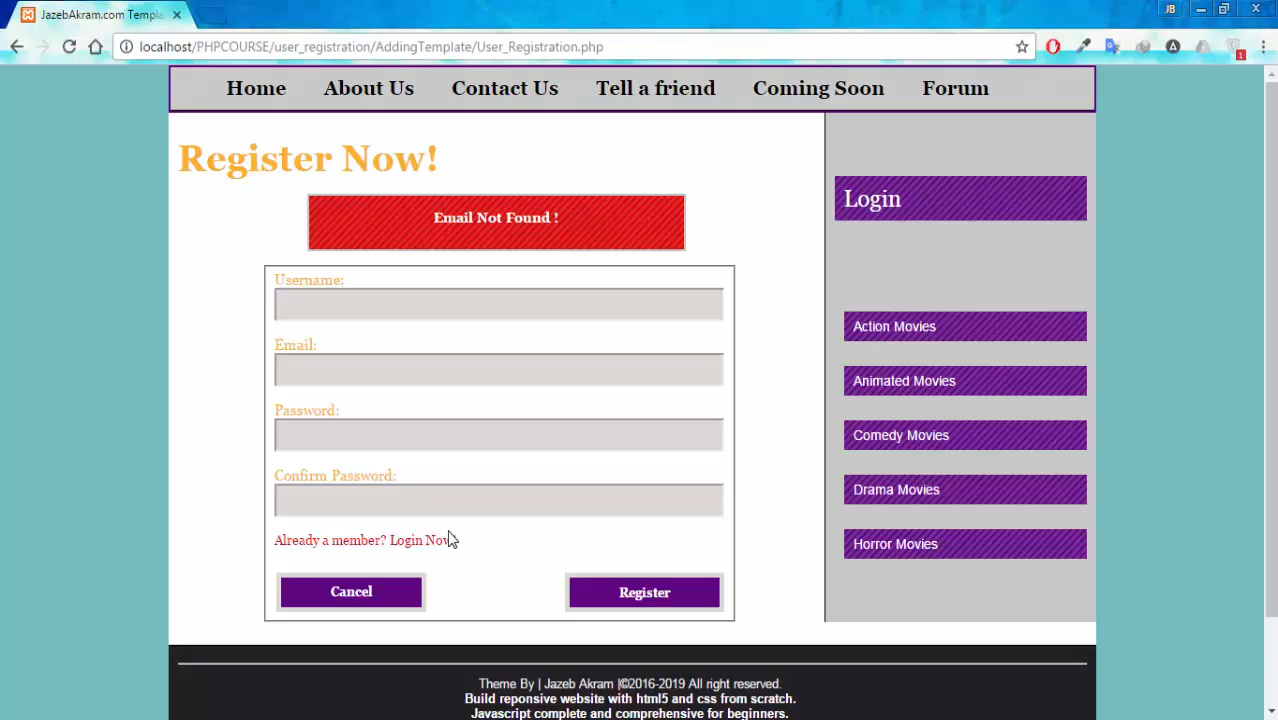 JazebAkram.com Templ
JB
localhost/PHPCOURSE/user_registration/AddingTemplate/User_Registration.php
1
Home About Us Contact Us Tell a friend Coming Soon Forum
Register Now!
Email Not Found !
Username:
Email:
Password:
Confirm Password:
Already a member? Login Now
Cancel Register
Login
Action Movies
Animated Movies
Comedy Movies
Drama Movies
Horror Movies
Theme By | Jazeb Akram |©2016-2019 All right reserved.
Build reponsive website with html5 and css from scratch.
Javascript complete and comprehensive for beginners.